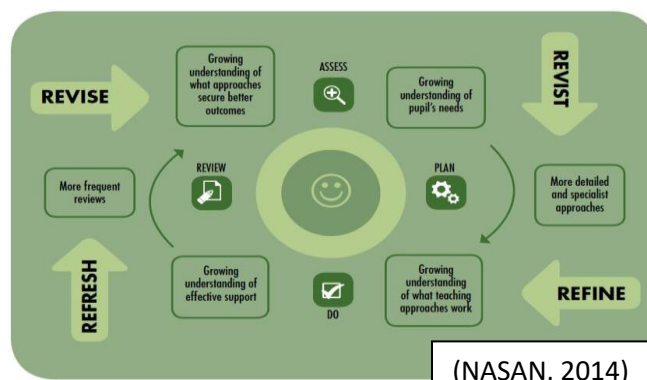 REVISE
Growing
understanding of
what approaches
secure better
outcomes
ASSESS
Growing
understanding of
pupil's needs
REVIST
More frequent
reviews
REVIEW
PLAN
More detailed
and specialist
approaches
REFRESH
Growing
understanding of
effective support
DO
Growing
understanding
of what teaching
approaches work
REFINE
(NASAN, 2014)